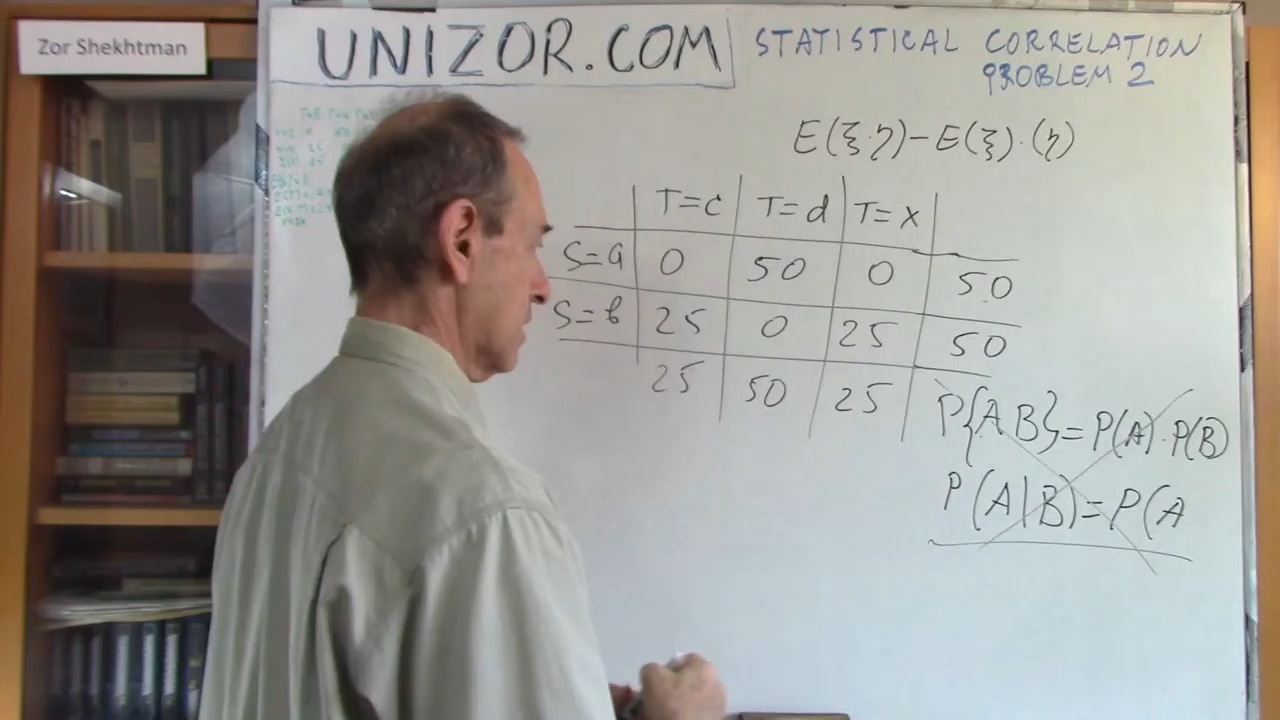 Zor Shekhtman
UNIZOR.COM
STATISTICAL CORRELATION
PROBLEM 2
E(ξ·η)-E(ξ)·(η)
T=c T=d T=x
S=a 0 50 0 50
S=b 25 0 25 50
25 50 25
P{AB}=P(A)·P(B)
P(A|B)=P(A